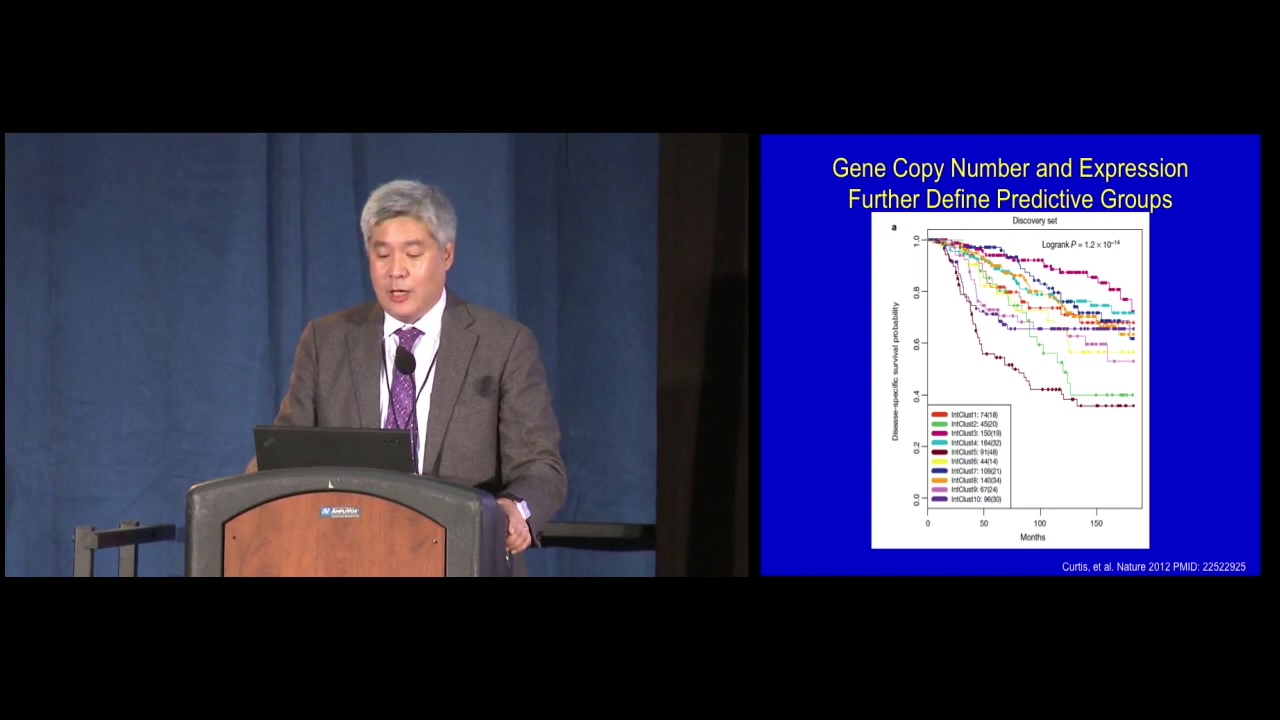 AmpliVox
Gene Copy Number and Expression
Further Define Predictive Groups
Discovery set
a
Logrank P = 1.2 × 10⁻¹⁴
Disease-specific survival probability
1.0
0.8
0.6
0.4
0.2
0.0
IntClust1: 74(18)
IntClust2: 45(20)
IntClust3: 150(19)
IntClust4: 164(32)
IntClust5: 91(48)
IntClust6: 44(14)
IntClust7: 109(21)
IntClust8: 140(34)
IntClust9: 67(24)
IntClust10: 96(30)
0 50 100 150
Months
Curtis, et al. Nature 2012 PMID: 22522925